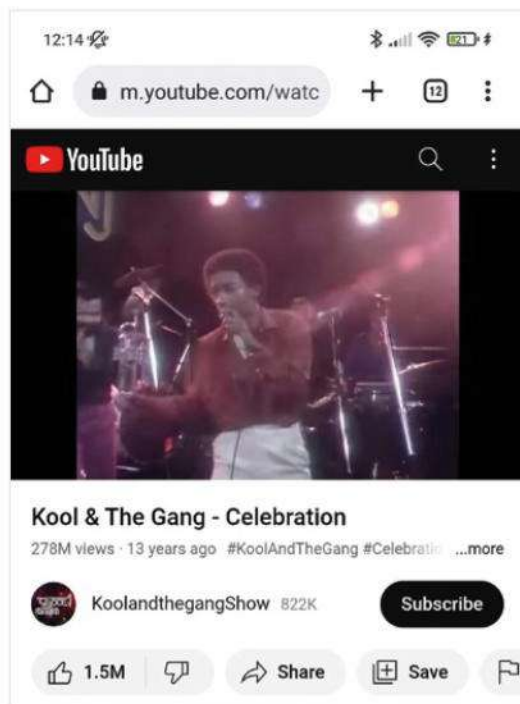 12:14
21
m.youtube.com/watc
12
YouTube
Kool & The Gang - Celebration
278M views · 13 years ago #KoolAndTheGang #Celebratio ...more
KoolandthegangShow 822K
Subscribe
1.5M
Share
Save